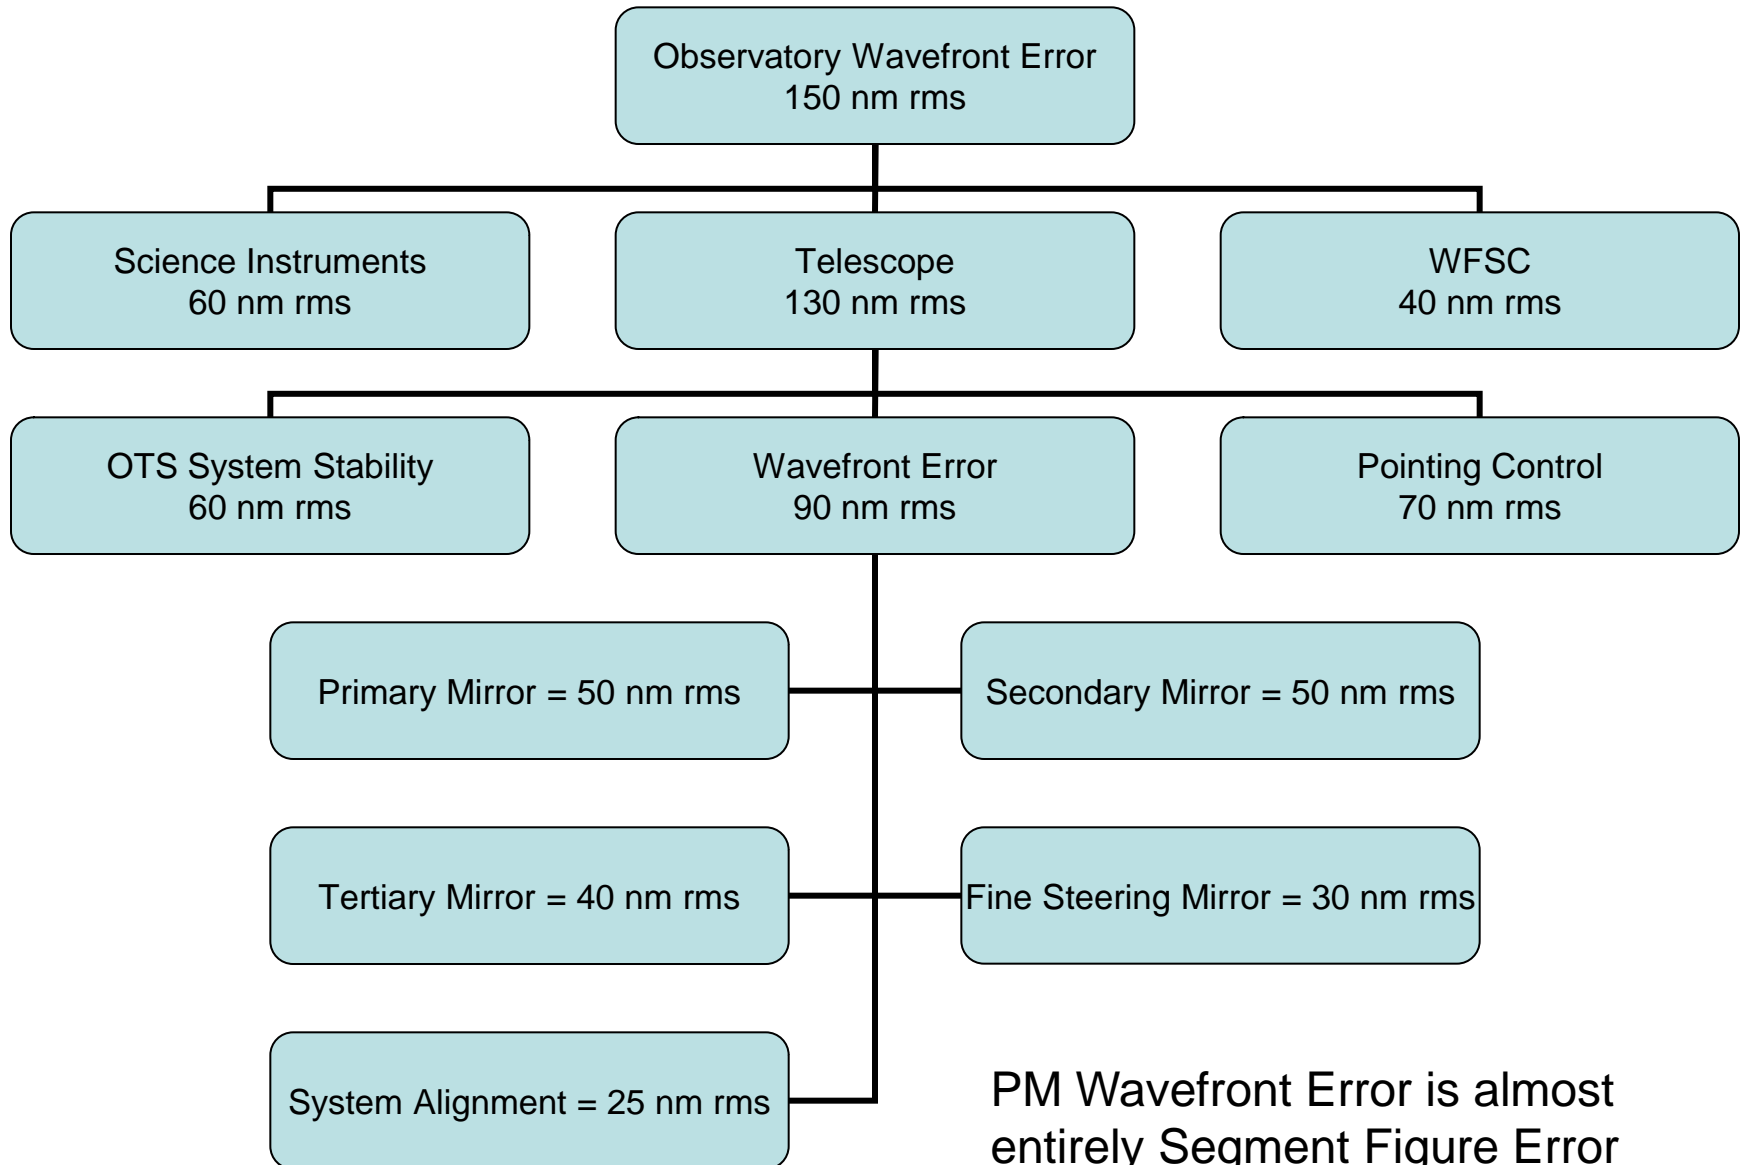 Observatory Wavefront Error
150 nm rms
Science Instruments
60 nm rms
Telescope
130 nm rms
WFSC
40 nm rms
OTS System Stability
60 nm rms
Wavefront Error
90 nm rms
Pointing Control
70 nm rms
Primary Mirror = 50 nm rms
Secondary Mirror = 50 nm rms
Tertiary Mirror = 40 nm rms
Fine Steering Mirror = 30 nm rms
System Alignment = 25 nm rms
PM Wavefront Error is almost
entirely Segment Figure Error